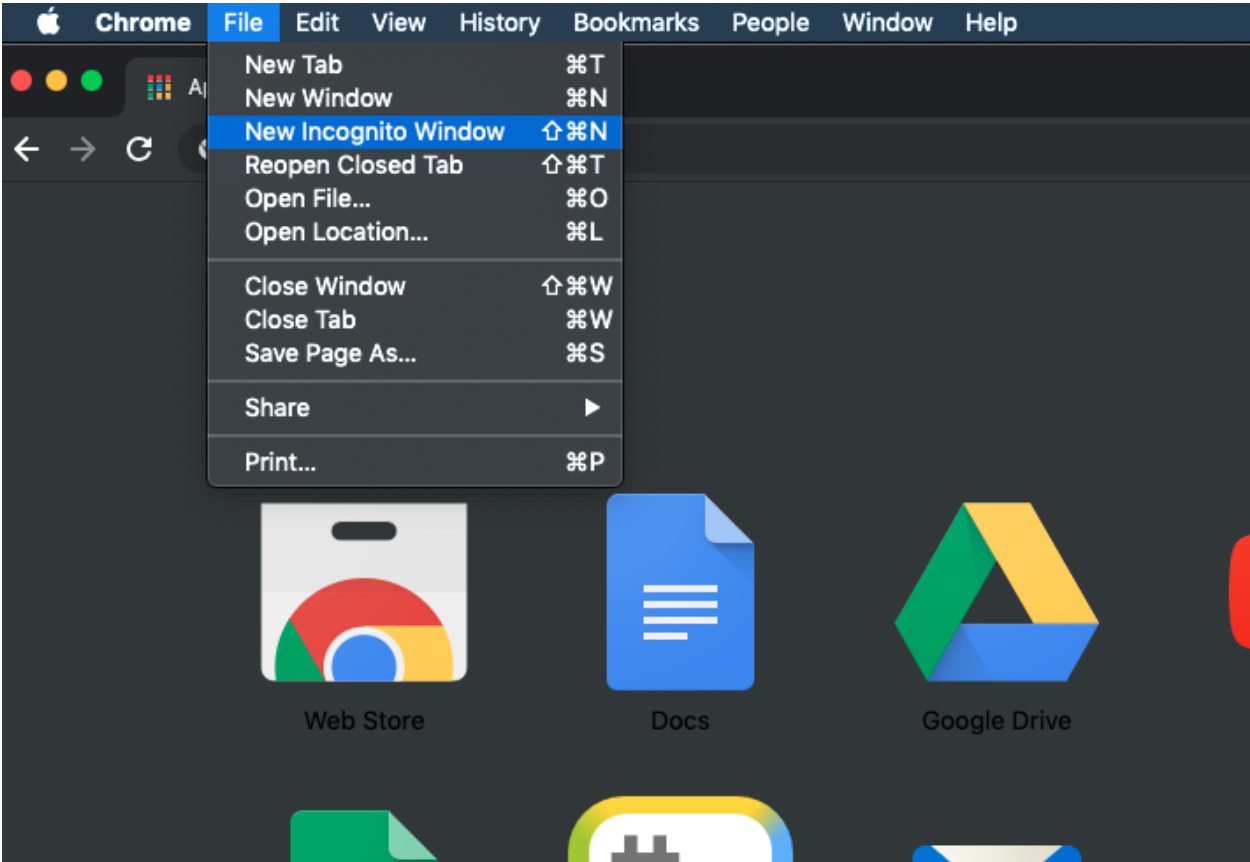 Chrome File Edit View History Bookmarks People Window Help
New Tab ⌘T
New Window ⌘N
New Incognito Window ⇧⌘N
Reopen Closed Tab ⇧⌘T
Open File... ⌘O
Open Location... ⌘L
Close Window ⇧⌘W
Close Tab ⌘W
Save Page As... ⌘S
Share ▶
Print... ⌘P
Web Store Docs Google Drive